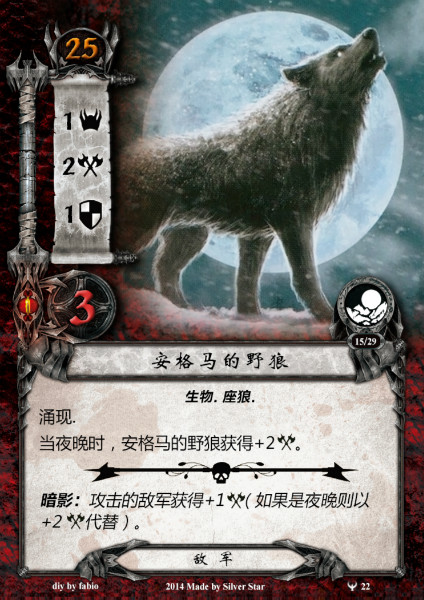 25
1
2
1
3
15/29
安格马的野狼
生物. 座狼.
涌现.
当夜晚时，安格马的野狼获得+2。
暗影：攻击的敌军获得+1（如果是夜晚则以
+2代替）。
敌军
diy by fabio
2014 Made by Silver Star
22